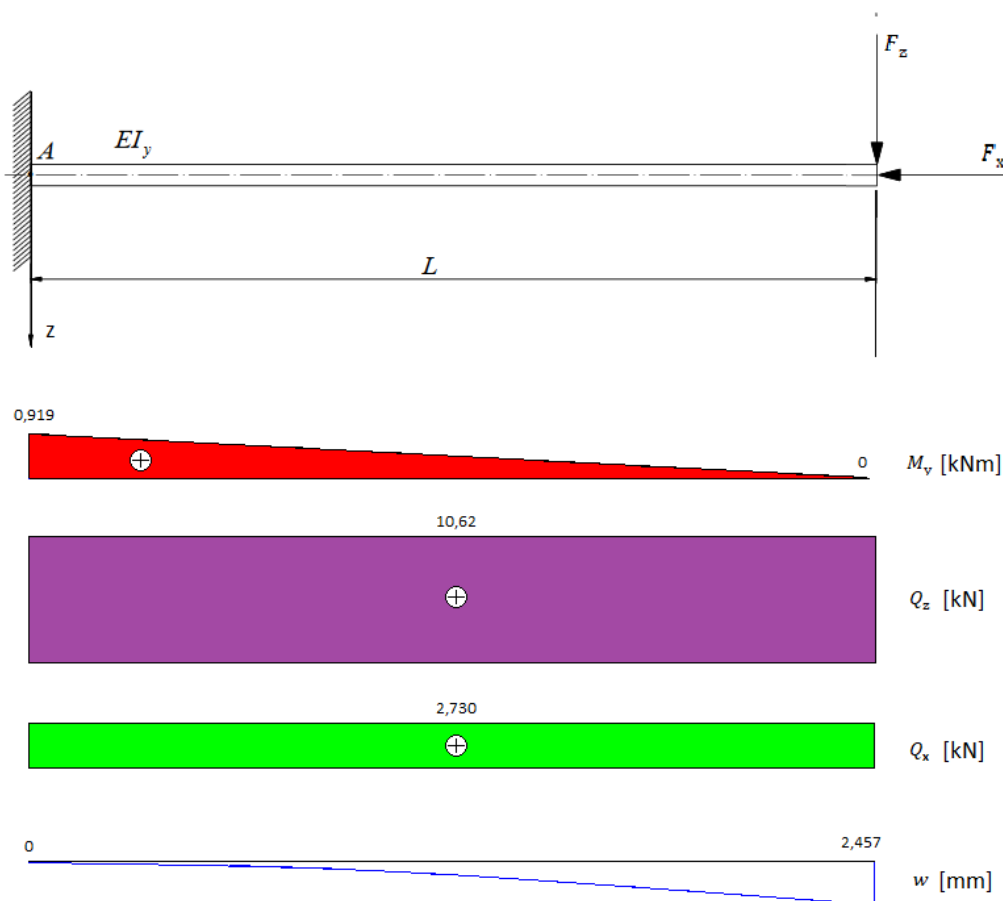 F_z
A
EI_y
F_x
L
z
0,919
0
M_y [kNm]
10,62
Q_z [kN]
2,730
Q_x [kN]
0
2,457
w [mm]